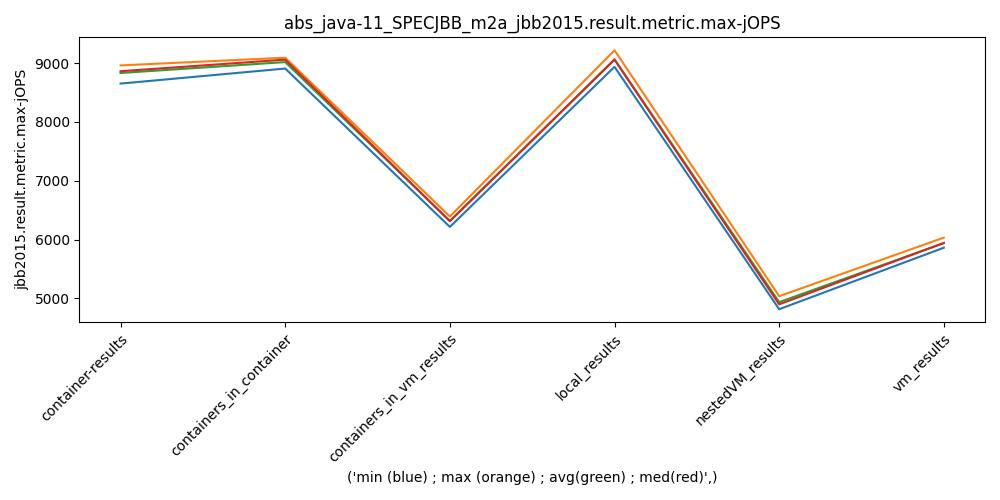 abs_java-11_SPECJBB_m2a_jbb2015.result.metric.max-jOPS
jbb2015.result.metric.max-jOPS
9000
8000
7000
6000
5000
container-results
containers_in_container
containers_in_vm_results
local_results
nestedVM_results
vm_results
('min (blue) ; max (orange) ; avg(green) ; med(red)',)